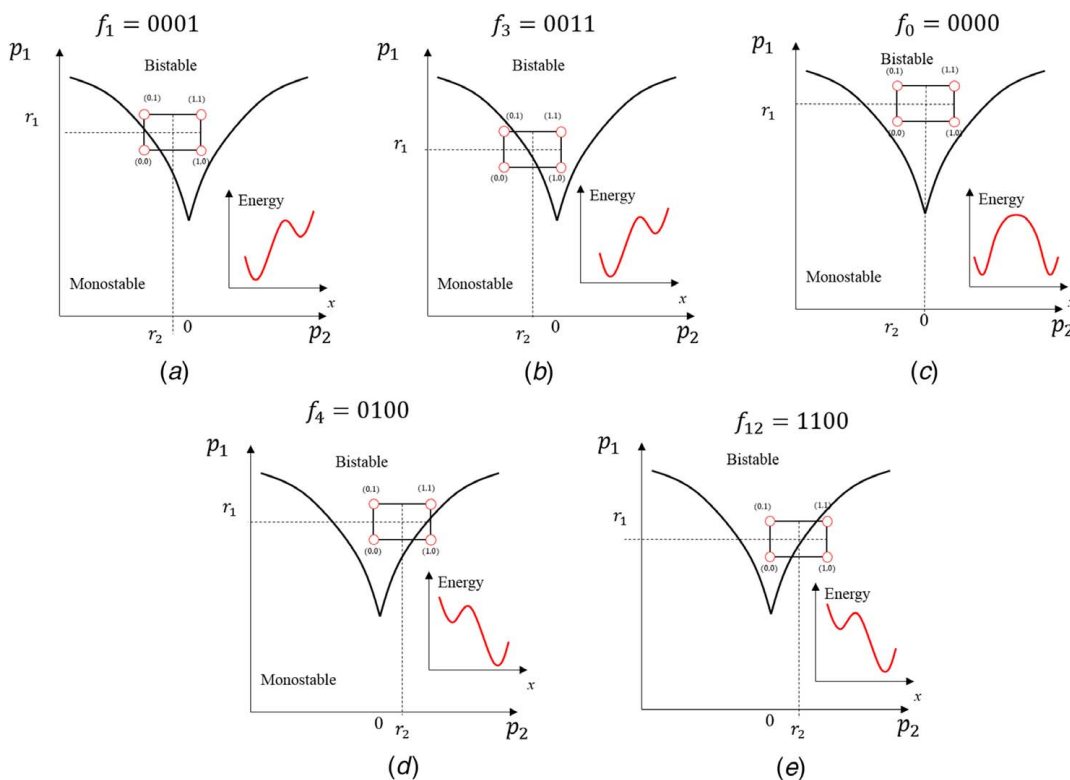 f₁ = 0001
p₁
Bistable
(0.1)
(1.1)
r₁
(0.0)
(1.0)
Energy
x
Monostable
r₂
0
p₂
(a)
f₃ = 0011
p₁
Bistable
(0.1)
(1.1)
r₁
(0.0)
(1.0)
Energy
x
Monostable
r₂
0
p₂
(b)
f₀ = 0000
p₁
Bistable
(0.1)
(1.1)
r₁
(0.0)
(1.0)
Energy
x
Monostable
0
r₂
p₂
(c)
f₄ = 0100
p₁
Bistable
(0.1)
(1.1)
r₁
(0.0)
(1.0)
Energy
x
Monostable
0
r₂
p₂
(d)
f₁₂ = 1100
p₁
Bistable
(0.1)
(1.1)
r₁
(0.0)
(1.0)
Energy
x
0
r₂
p₂
(e)